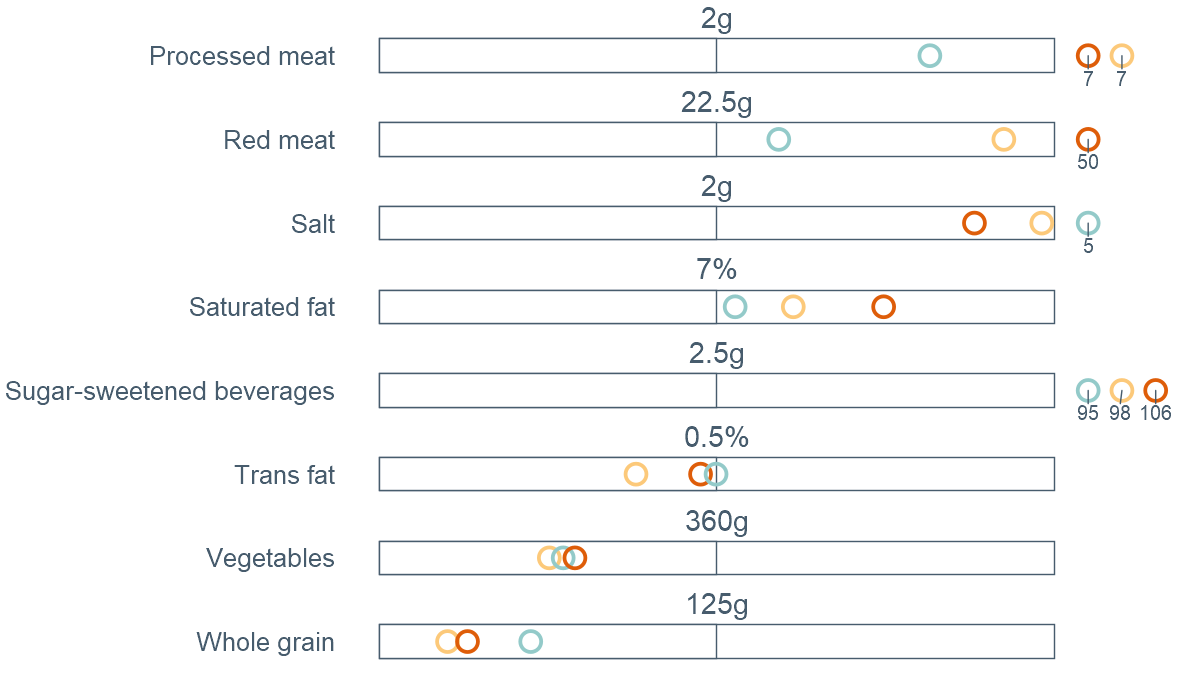 2g
Processed meat
7 7
22.5g
Red meat
50
2g
Salt
5
7%
Saturated fat
2.5g
Sugar-sweetened beverages
95 98 106
0.5%
Trans fat
360g
Vegetables
125g
Whole grain